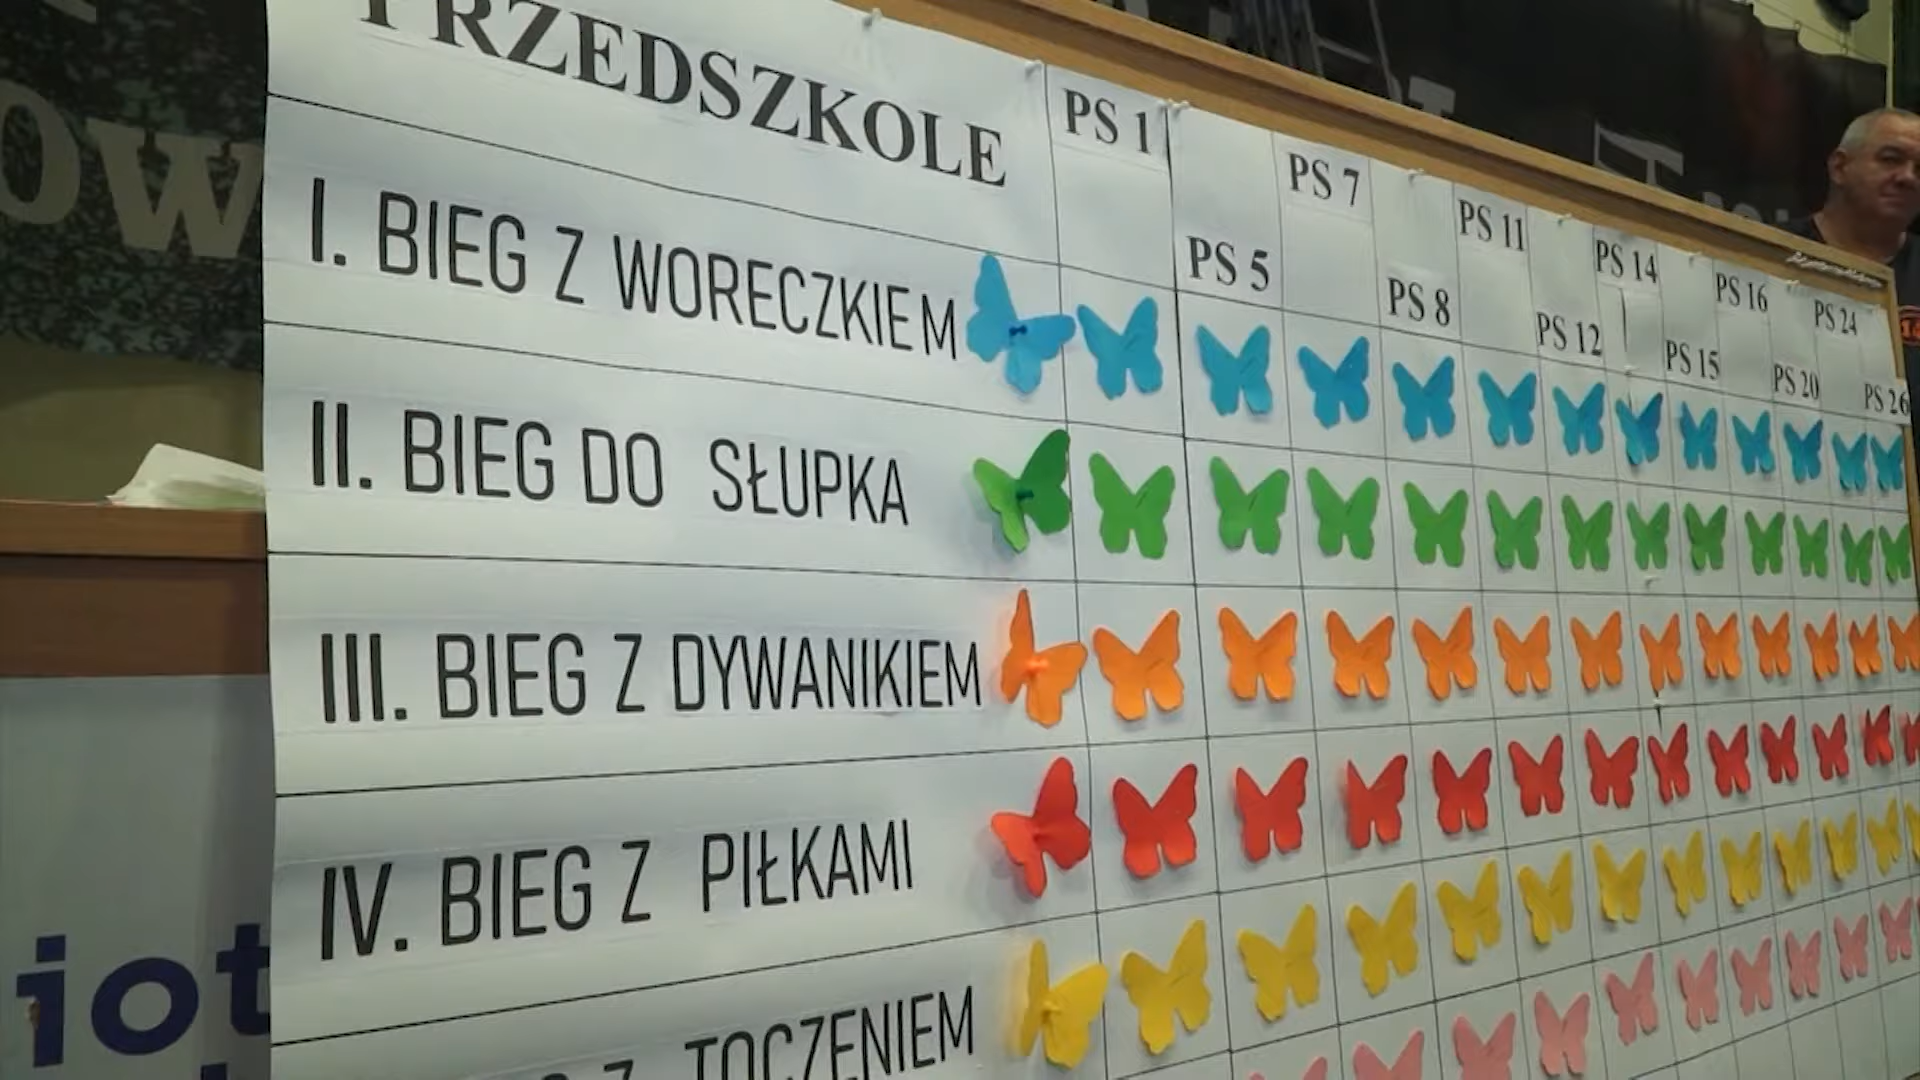 PRZEDSZKOLE
PS 1
PS 5
PS 7
PS 8
PS 11
PS 12
PS 14
PS 15
PS 16
PS 20
PS 24
PS 26
I. BIEG Z WORECZKIEM
II. BIEG DO SŁUPKA
III. BIEG Z DYWANIKIEM
IV. BIEG Z PIŁKAMI
Z TOCZENIEM
ow
iot